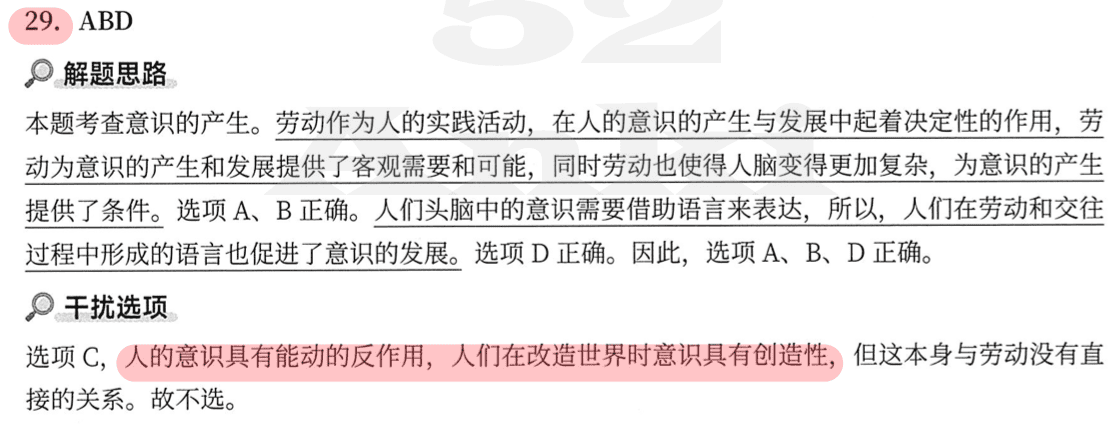 52
Anki
29. ABD
解题思路
本题考查意识的产生。劳动作为人的实践活动，在人的意识的产生与发展中起着决定性的作用，劳
动为意识的产生和发展提供了客观需要和可能，同时劳动也使得人脑变得更加复杂，为意识的产生
提供了条件。选项 A、B 正确。人们头脑中的意识需要借助语言来表达，所以，人们在劳动和交往
过程中形成的语言也促进了意识的发展。选项 D 正确。因此，选项 A、B、D 正确。
干扰选项
选项 C，人的意识具有能动的反作用，人们在改造世界时意识具有创造性，但这本身与劳动没有直
接的关系。故不选。